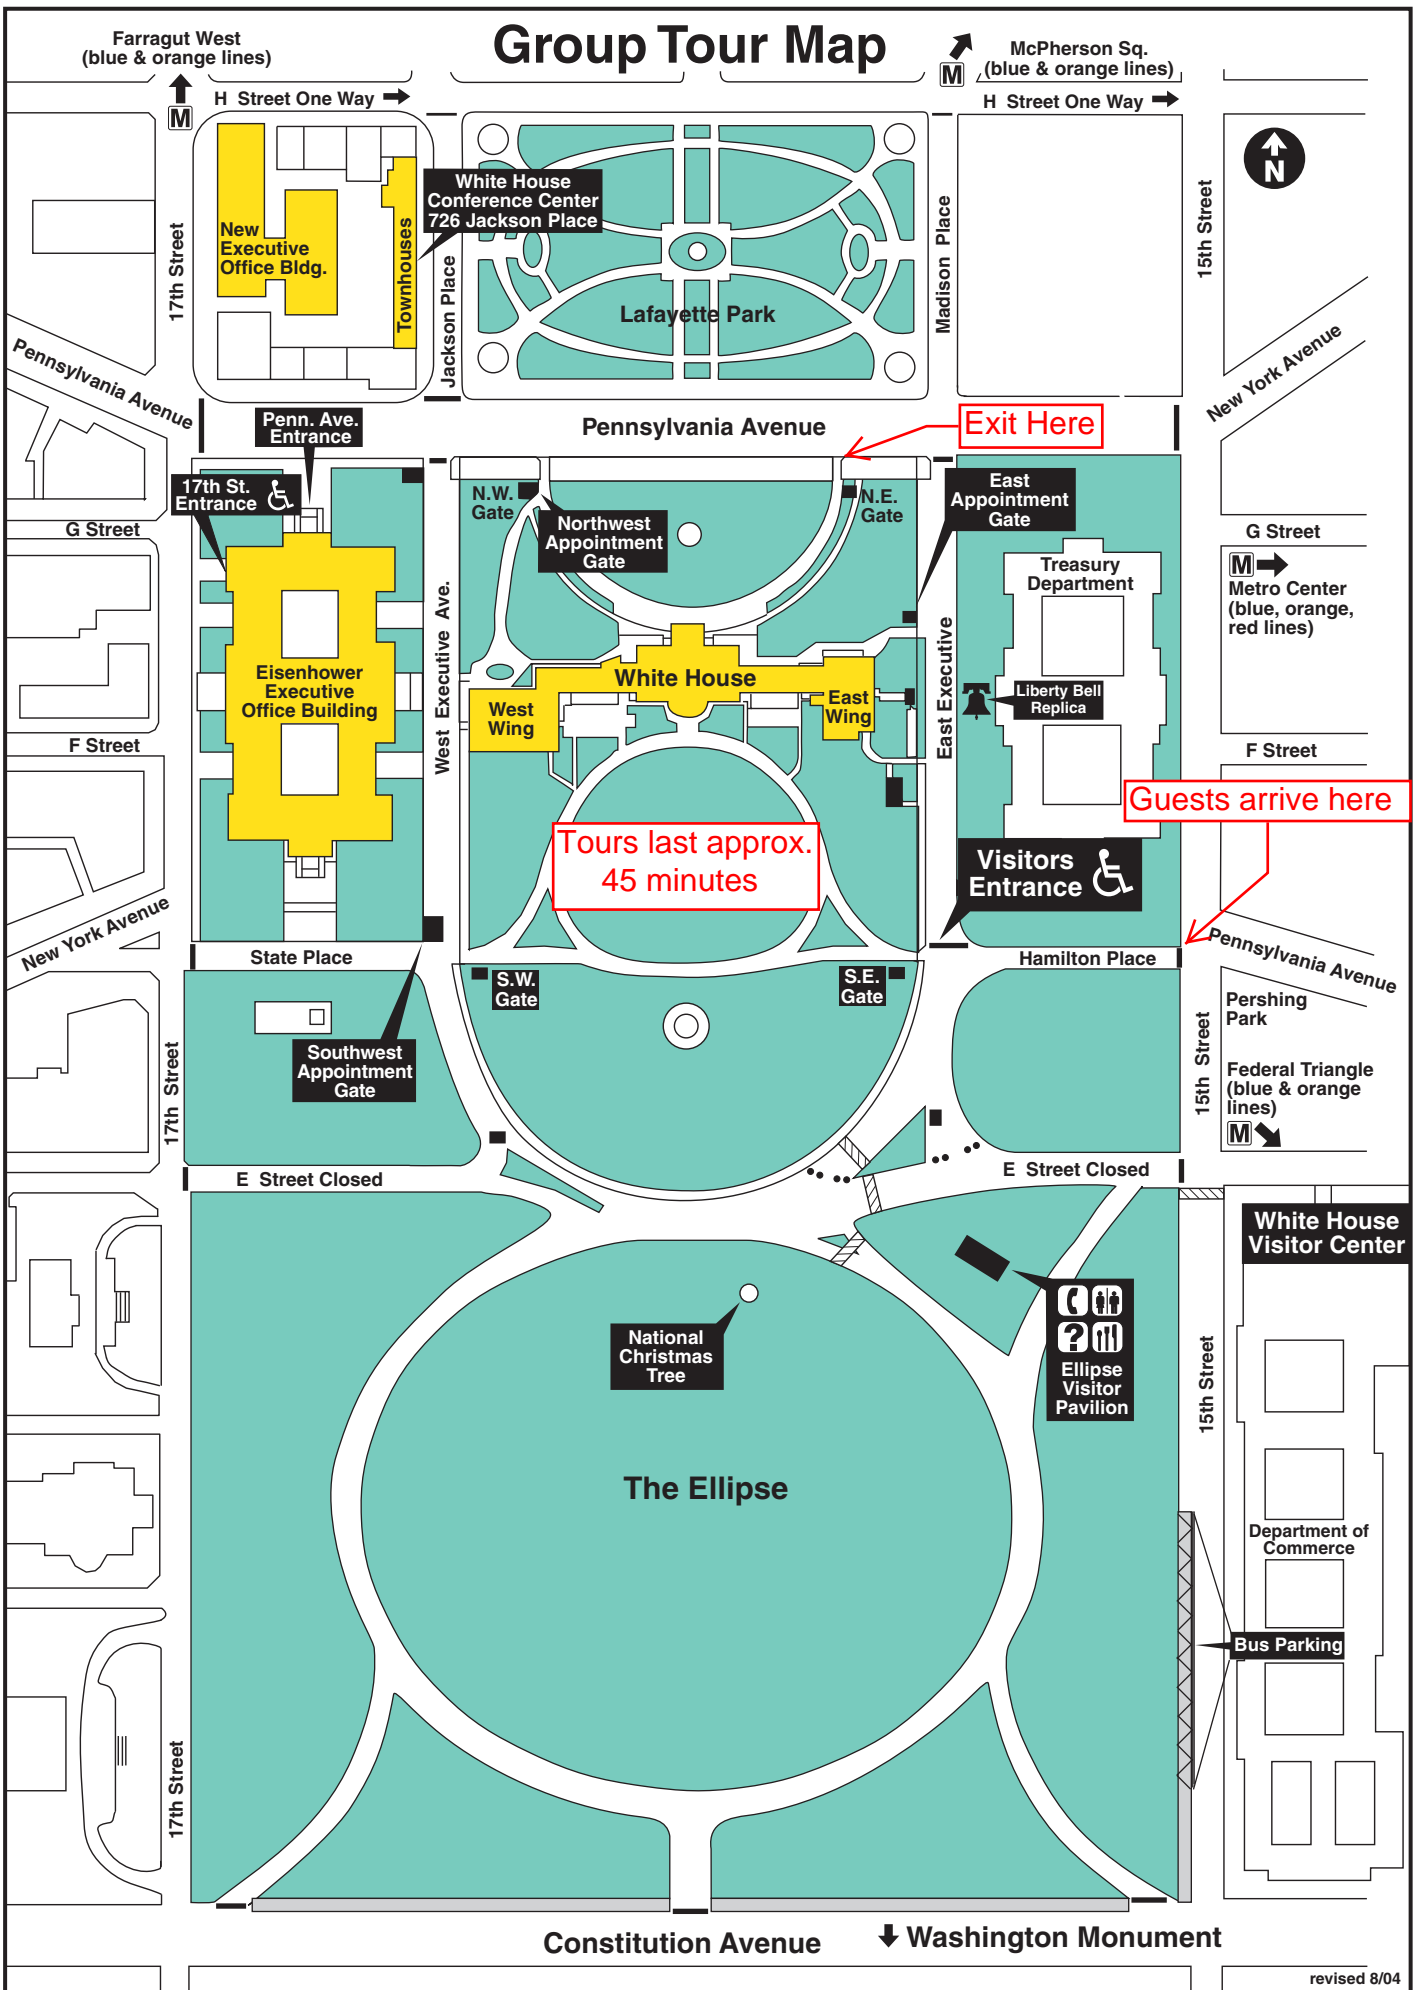 Group Tour Map
Farragut West
(blue & orange lines)
M
H Street One Way
McPherson Sq.
(blue & orange lines)
M
H Street One Way
N
17th Street
New
Executive
Office Bldg.
Townhouses
White House
Conference Center
726 Jackson Place
Jackson Place
Lafayette Park
Madison Place
15th Street
New York Avenue
Pennsylvania Avenue
Penn. Ave.
Entrance
Pennsylvania Avenue
Exit Here
17th St.
Entrance
N.W.
Gate
Northwest
Appointment
Gate
N.E.
Gate
East
Appointment
Gate
G Street
G Street
M
Metro Center
(blue, orange,
red lines)
Treasury
Department
Eisenhower
Executive
Office Building
West Executive Ave.
White House
West
Wing
East
Wing
East Executive
Liberty Bell
Replica
F Street
F Street
Guests arrive here
Tours last approx.
45 minutes
Visitors
Entrance
New York Avenue
State Place
Hamilton Place
Pennsylvania Avenue
S.W.
Gate
S.E.
Gate
Pershing
Park
Southwest
Appointment
Gate
17th Street
15th Street
Federal Triangle
(blue & orange
lines)
M
E Street Closed
E Street Closed
White House
Visitor Center
National
Christmas
Tree
?
Ellipse
Visitor
Pavilion
15th Street
The Ellipse
Department of
Commerce
Bus Parking
17th Street
Constitution Avenue
Washington Monument
revised 8/04